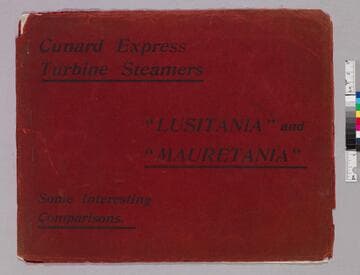 Cunard Express
Turbine Steamers
"LUSITANIA" and
"MAURETANIA"
Some Interesting
Comparisons.